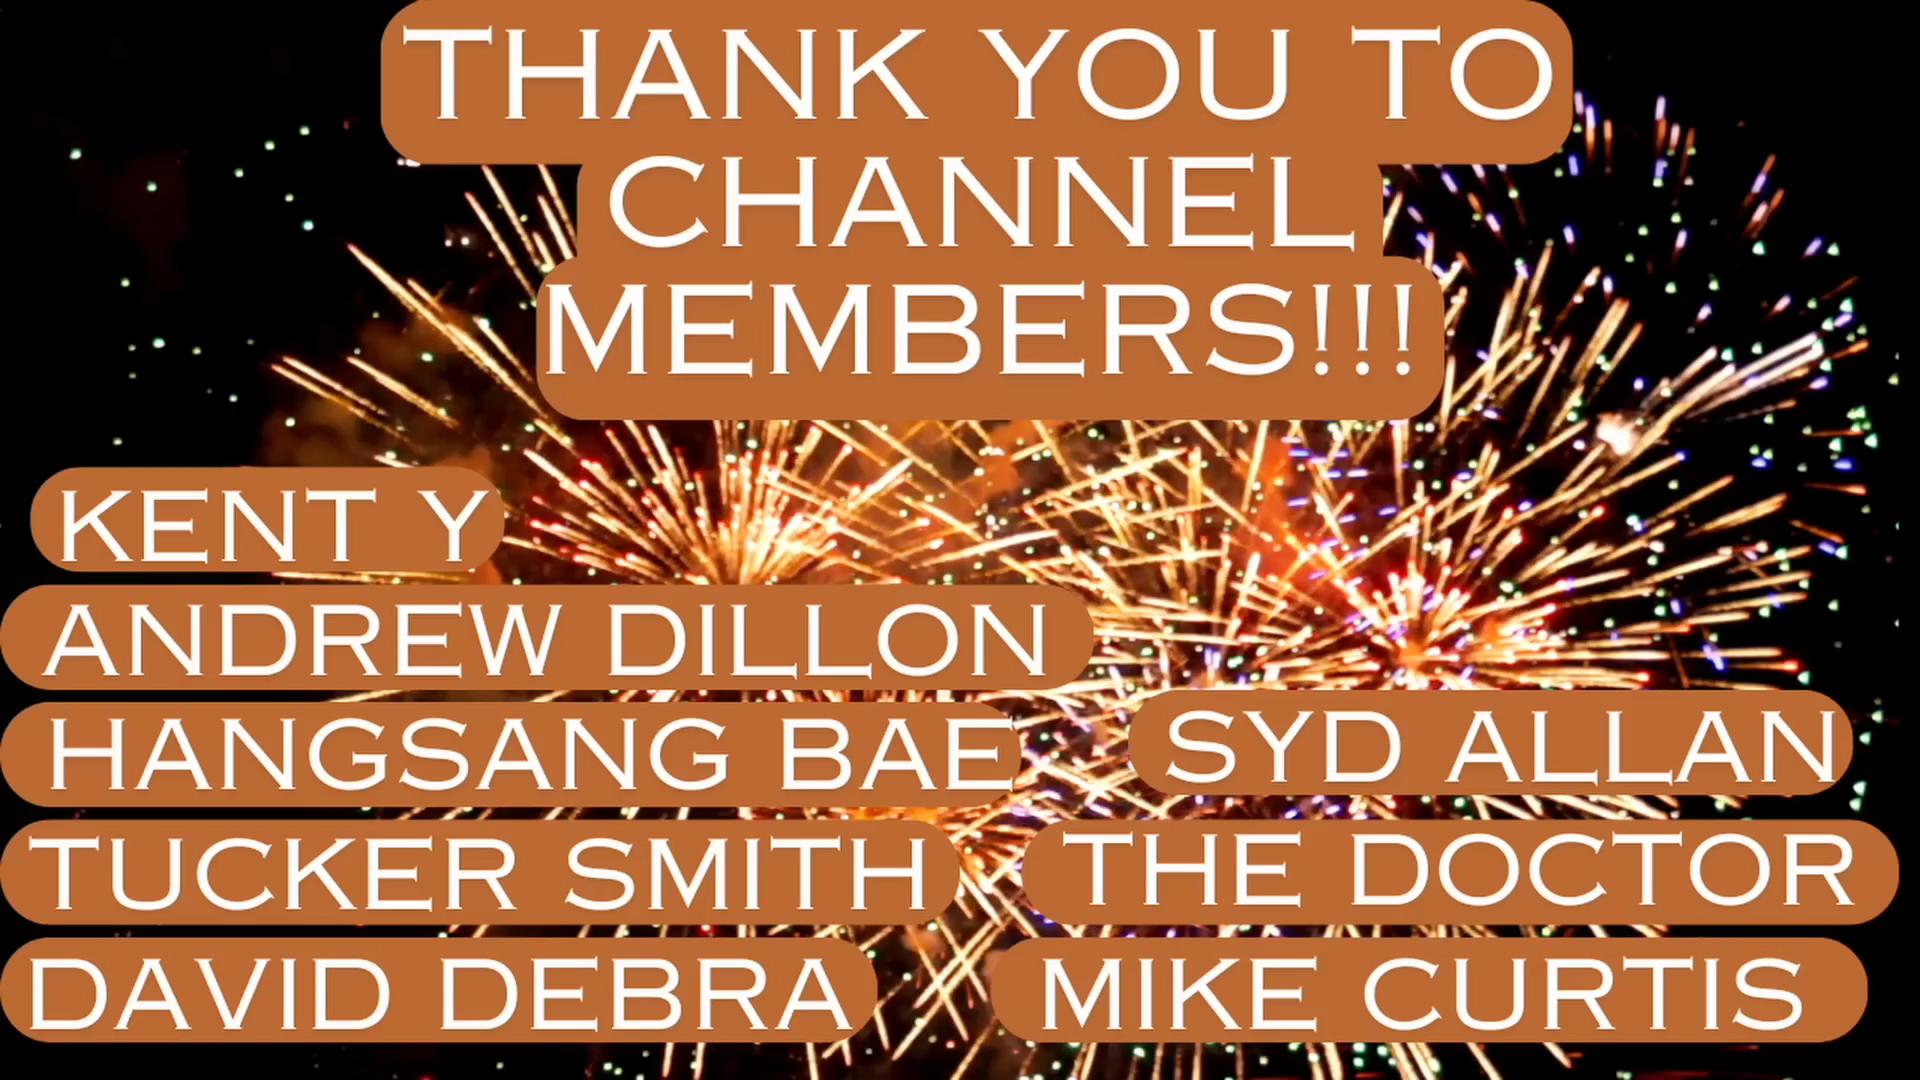 THANK YOU TO
CHANNEL
MEMBERS!!!
KENT Y
ANDREW DILLON
HANGSANG BAE
SYD ALLAN
TUCKER SMITH
THE DOCTOR
DAVID DEBRA
MIKE CURTIS